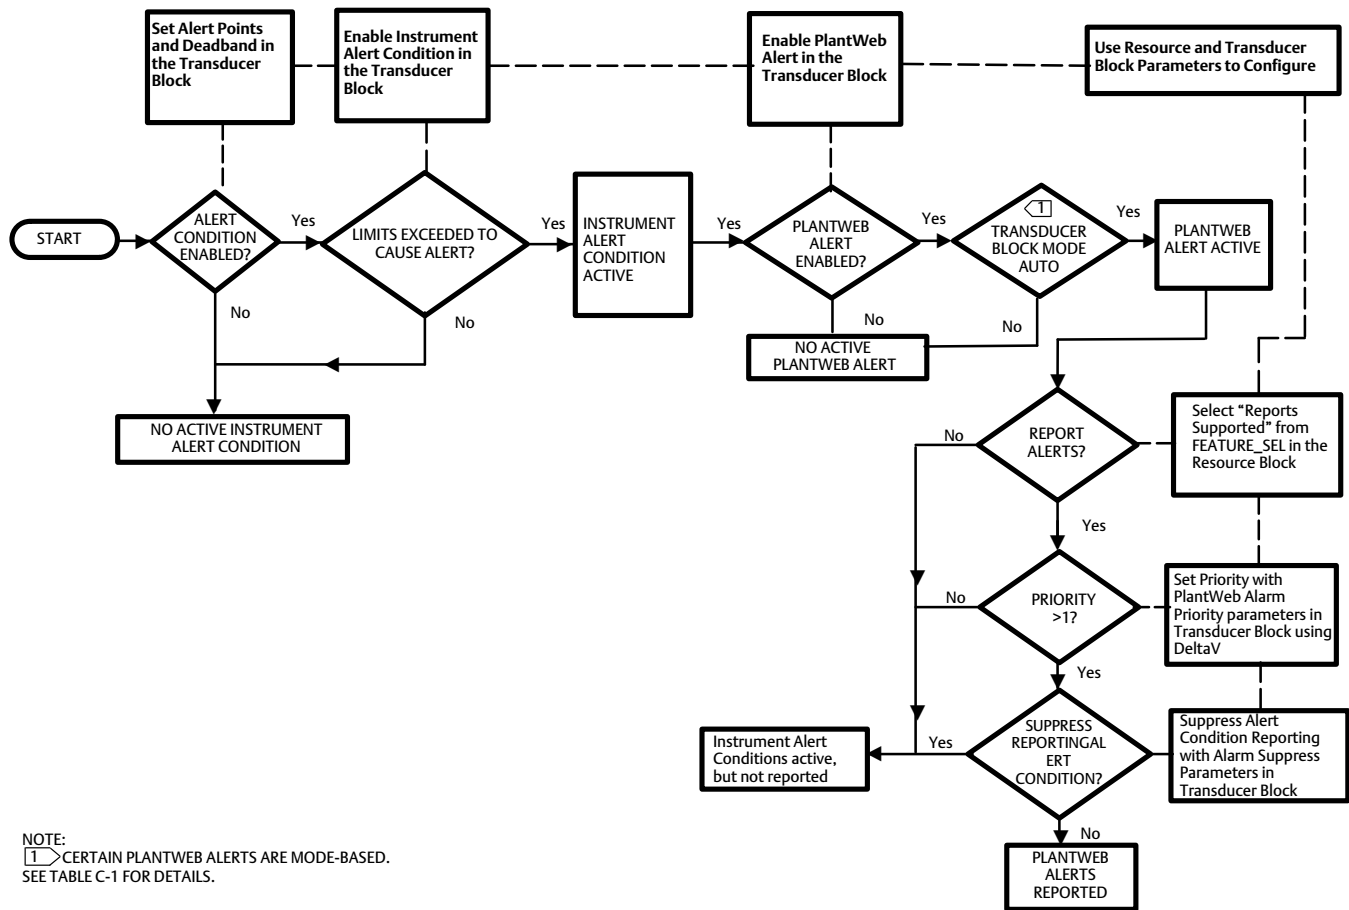 Set Alert Points
and Deadband in
the Transducer
Block
Enable Instrument
Alert Condition in
the Transducer
Block
Enable PlantWeb
Alert in the
Transducer Block
Use Resource and Transducer
Block Parameters to Configure
START
ALERT
CONDITION
ENABLED?
Yes
No
LIMITS EXCEEDED TO
CAUSE ALERT?
Yes
No
INSTRUMENT
ALERT
CONDITION
ACTIVE
Yes
PLANTWEB
ALERT
ENABLED?
Yes
No
1
TRANSDUCER
BLOCK MODE
AUTO
Yes
No
PLANTWEB
ALERT ACTIVE
NO ACTIVE
PLANTWEB ALERT
NO ACTIVE INSTRUMENT
ALERT CONDITION
REPORT
ALERTS?
No
Yes
Select “Reports
Supported” from
FEATURE_SEL in the
Resource Block
PRIORITY
>1?
No
Yes
Set Priority with
PlantWeb Alarm
Priority parameters in
Transducer Block using
DeltaV
SUPPRESS
REPORTINGAL
ERT
CONDITION?
Yes
No
Suppress Alert
Condition Reporting
with Alarm Suppress
Parameters in
Transducer Block
Instrument Alert
Conditions active,
but not reported
PLANTWEB
ALERTS
REPORTED
NOTE:
1 CERTAIN PLANTWEB ALERTS ARE MODE-BASED.
SEE TABLE C-1 FOR DETAILS.